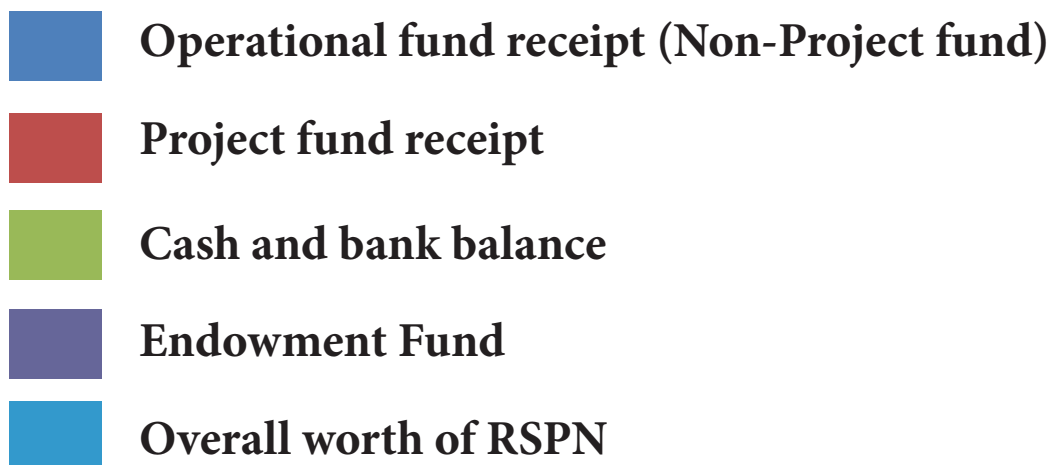 Operational fund receipt (Non-Project fund)
Project fund receipt
Cash and bank balance
Endowment Fund
Overall worth of RSPN